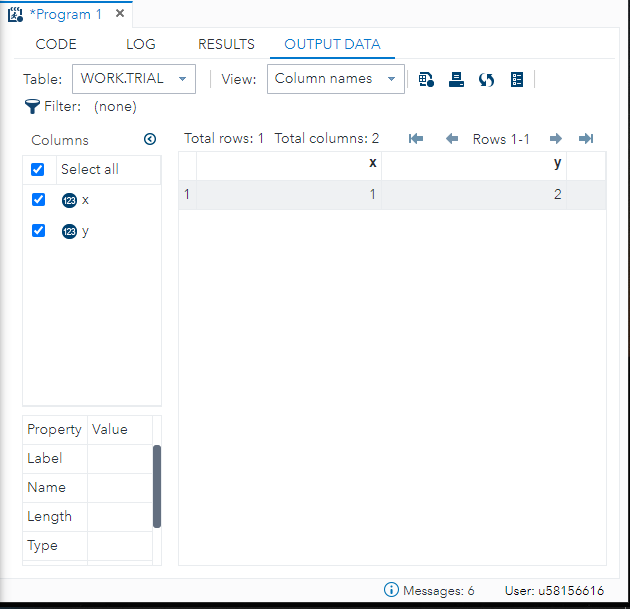 *Program 1 ×
CODE LOG RESULTS OUTPUT DATA
Table: WORK.TRIAL View: Column names
Filter: (none)
Columns Total rows: 1 Total columns: 2 Rows 1-1
Select all x y
1 1 2
123 x
123 y
Property Value
Label
Name
Length
Type
Messages: 6 User: u58156616